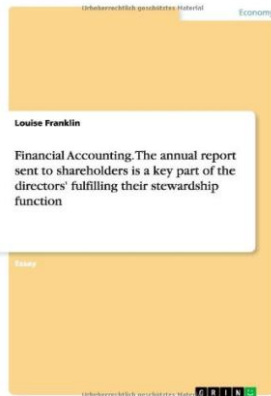 Urheberrechtlich geschütztes Material
Economy
Louise Franklin
Financial Accounting. The annual report
sent to shareholders is a key part of the
directors' fulfilling their stewardship
function
Essay
GRIN
Urheberrechtlich geschütztes Material